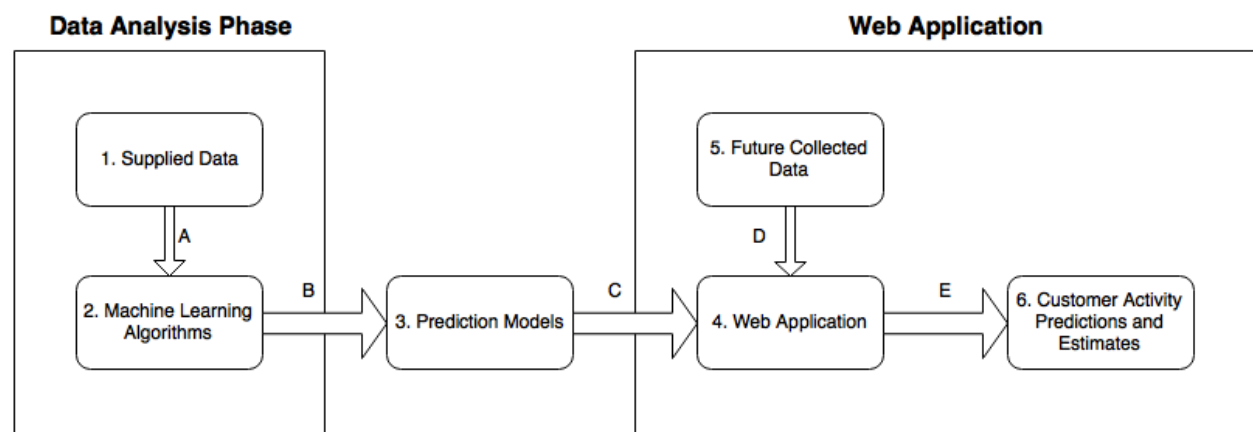 Data Analysis Phase
Web Application
1. Supplied Data
5. Future Collected
Data
A
D
2. Machine Learning
Algorithms
B
3. Prediction Models
C
4. Web Application
E
6. Customer Activity
Predictions and
Estimates